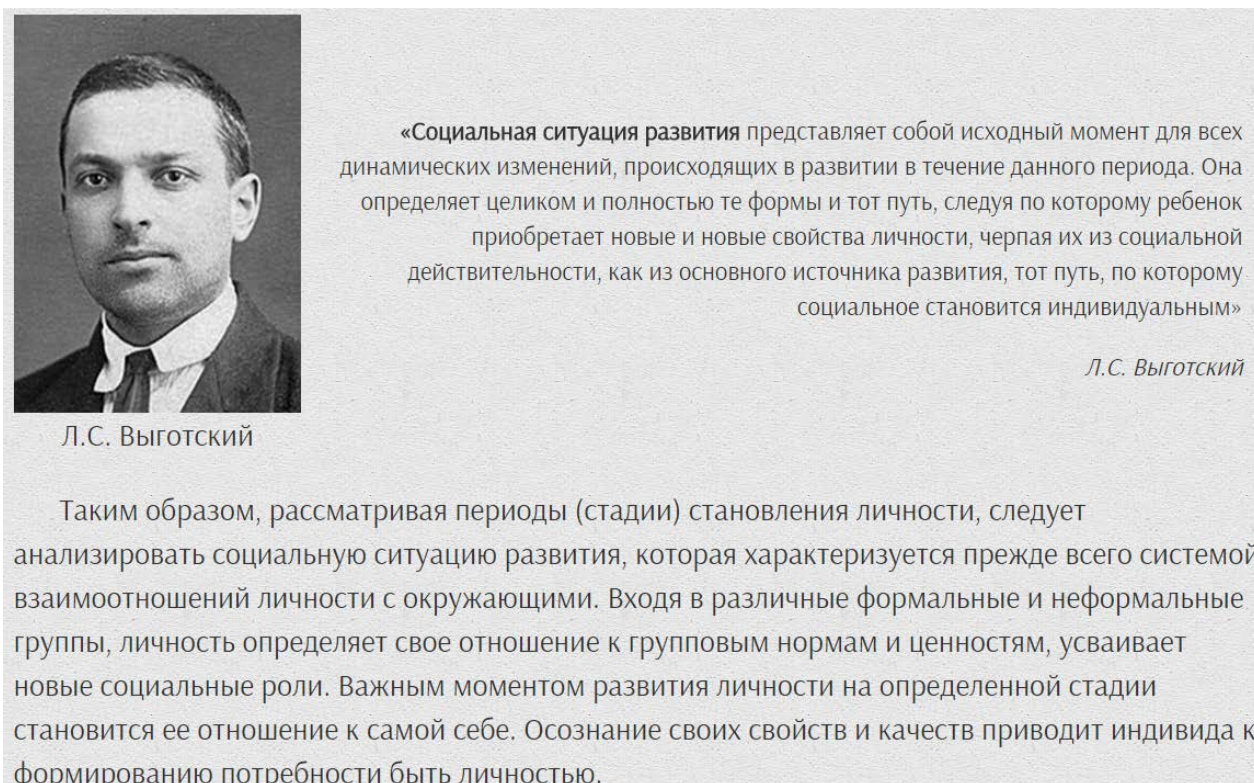 «Социальная ситуация развития представляет собой исходный момент для всех
динамических изменений, происходящих в развитии в течение данного периода. Она
определяет целиком и полностью те формы и тот путь, следуя по которому ребенок
приобретает новые и новые свойства личности, черпая их из социальной
действительности, как из основного источника развития, тот путь, по которому
социальное становится индивидуальным»
Л.С. Выготский
Л.С. Выготский
Таким образом, рассматривая периоды (стадии) становления личности, следует
анализировать социальную ситуацию развития, которая характеризуется прежде всего системой
взаимоотношений личности с окружающими. Входя в различные формальные и неформальные
группы, личность определяет свое отношение к групповым нормам и ценностям, усваивает
новые социальные роли. Важным моментом развития личности на определенной стадии
становится ее отношение к самой себе. Осознание своих свойств и качеств приводит индивида к
формированию потребности быть личностью.